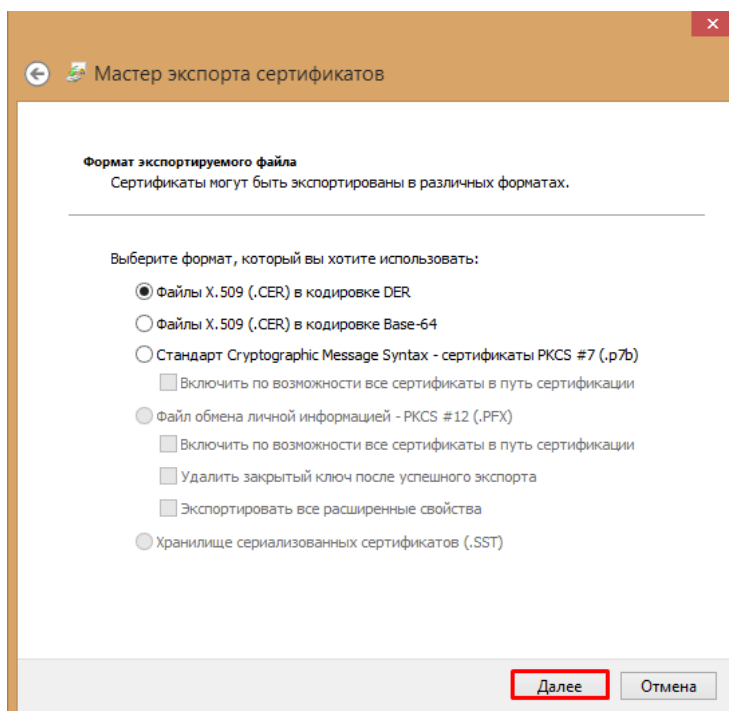 Мастер экспорта сертификатов
Формат экспортируемого файла
Сертификаты могут быть экспортированы в различных форматах.
Выберите формат, который вы хотите использовать:
Файлы X.509 (.CER) в кодировке DER
Файлы X.509 (.CER) в кодировке Base-64
Стандарт Cryptographic Message Syntax - сертификаты PKCS #7 (.p7b)
Включить по возможности все сертификаты в путь сертификации
Файл обмена личной информацией - PKCS #12 (.PFX)
Включить по возможности все сертификаты в путь сертификации
Удалить закрытый ключ после успешного экспорта
Экспортировать все расширенные свойства
Хранилище сериализованных сертификатов (.SST)
Далее Отмена